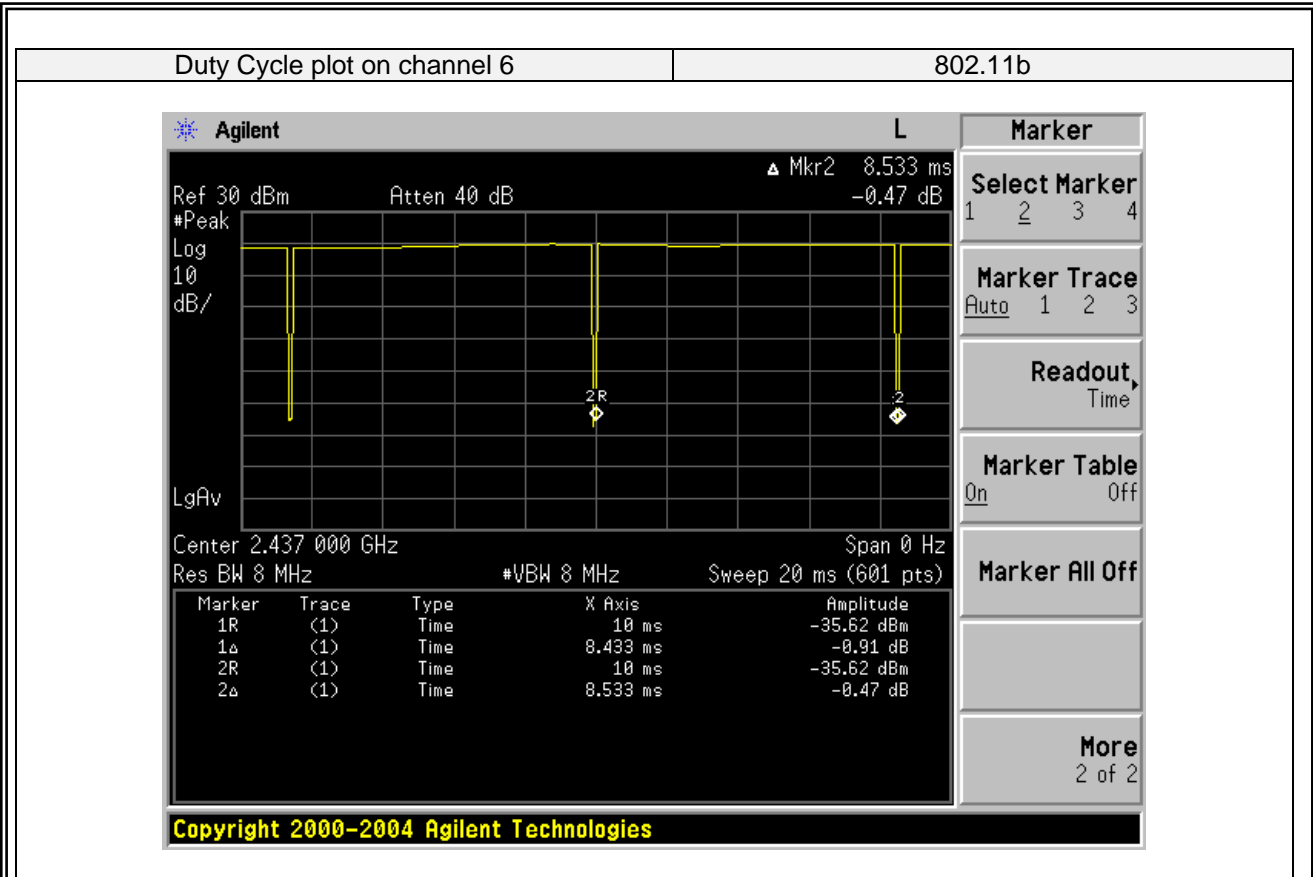 Duty Cycle plot on channel 6 802.11b
Agilent L Marker
Δ Mkr2 8.533 ms
Ref 30 dBm Atten 40 dB -0.47 dB
#Peak
Log
10
dB/
2R 2
LgAv
Center 2.437 000 GHz Span 0 Hz
Res BW 8 MHz #VBW 8 MHz Sweep 20 ms (601 pts)
Marker Trace Type X Axis Amplitude
1R (1) Time 10 ms -35.62 dBm
1Δ (1) Time 8.433 ms -0.91 dB
2R (1) Time 10 ms -35.62 dBm
2Δ (1) Time 8.533 ms -0.47 dB
Select Marker
1 2 3 4
Marker Trace
Auto 1 2 3
Readout
Time
Marker Table
On Off
Marker All Off
More
2 of 2
Copyright 2000-2004 Agilent Technologies